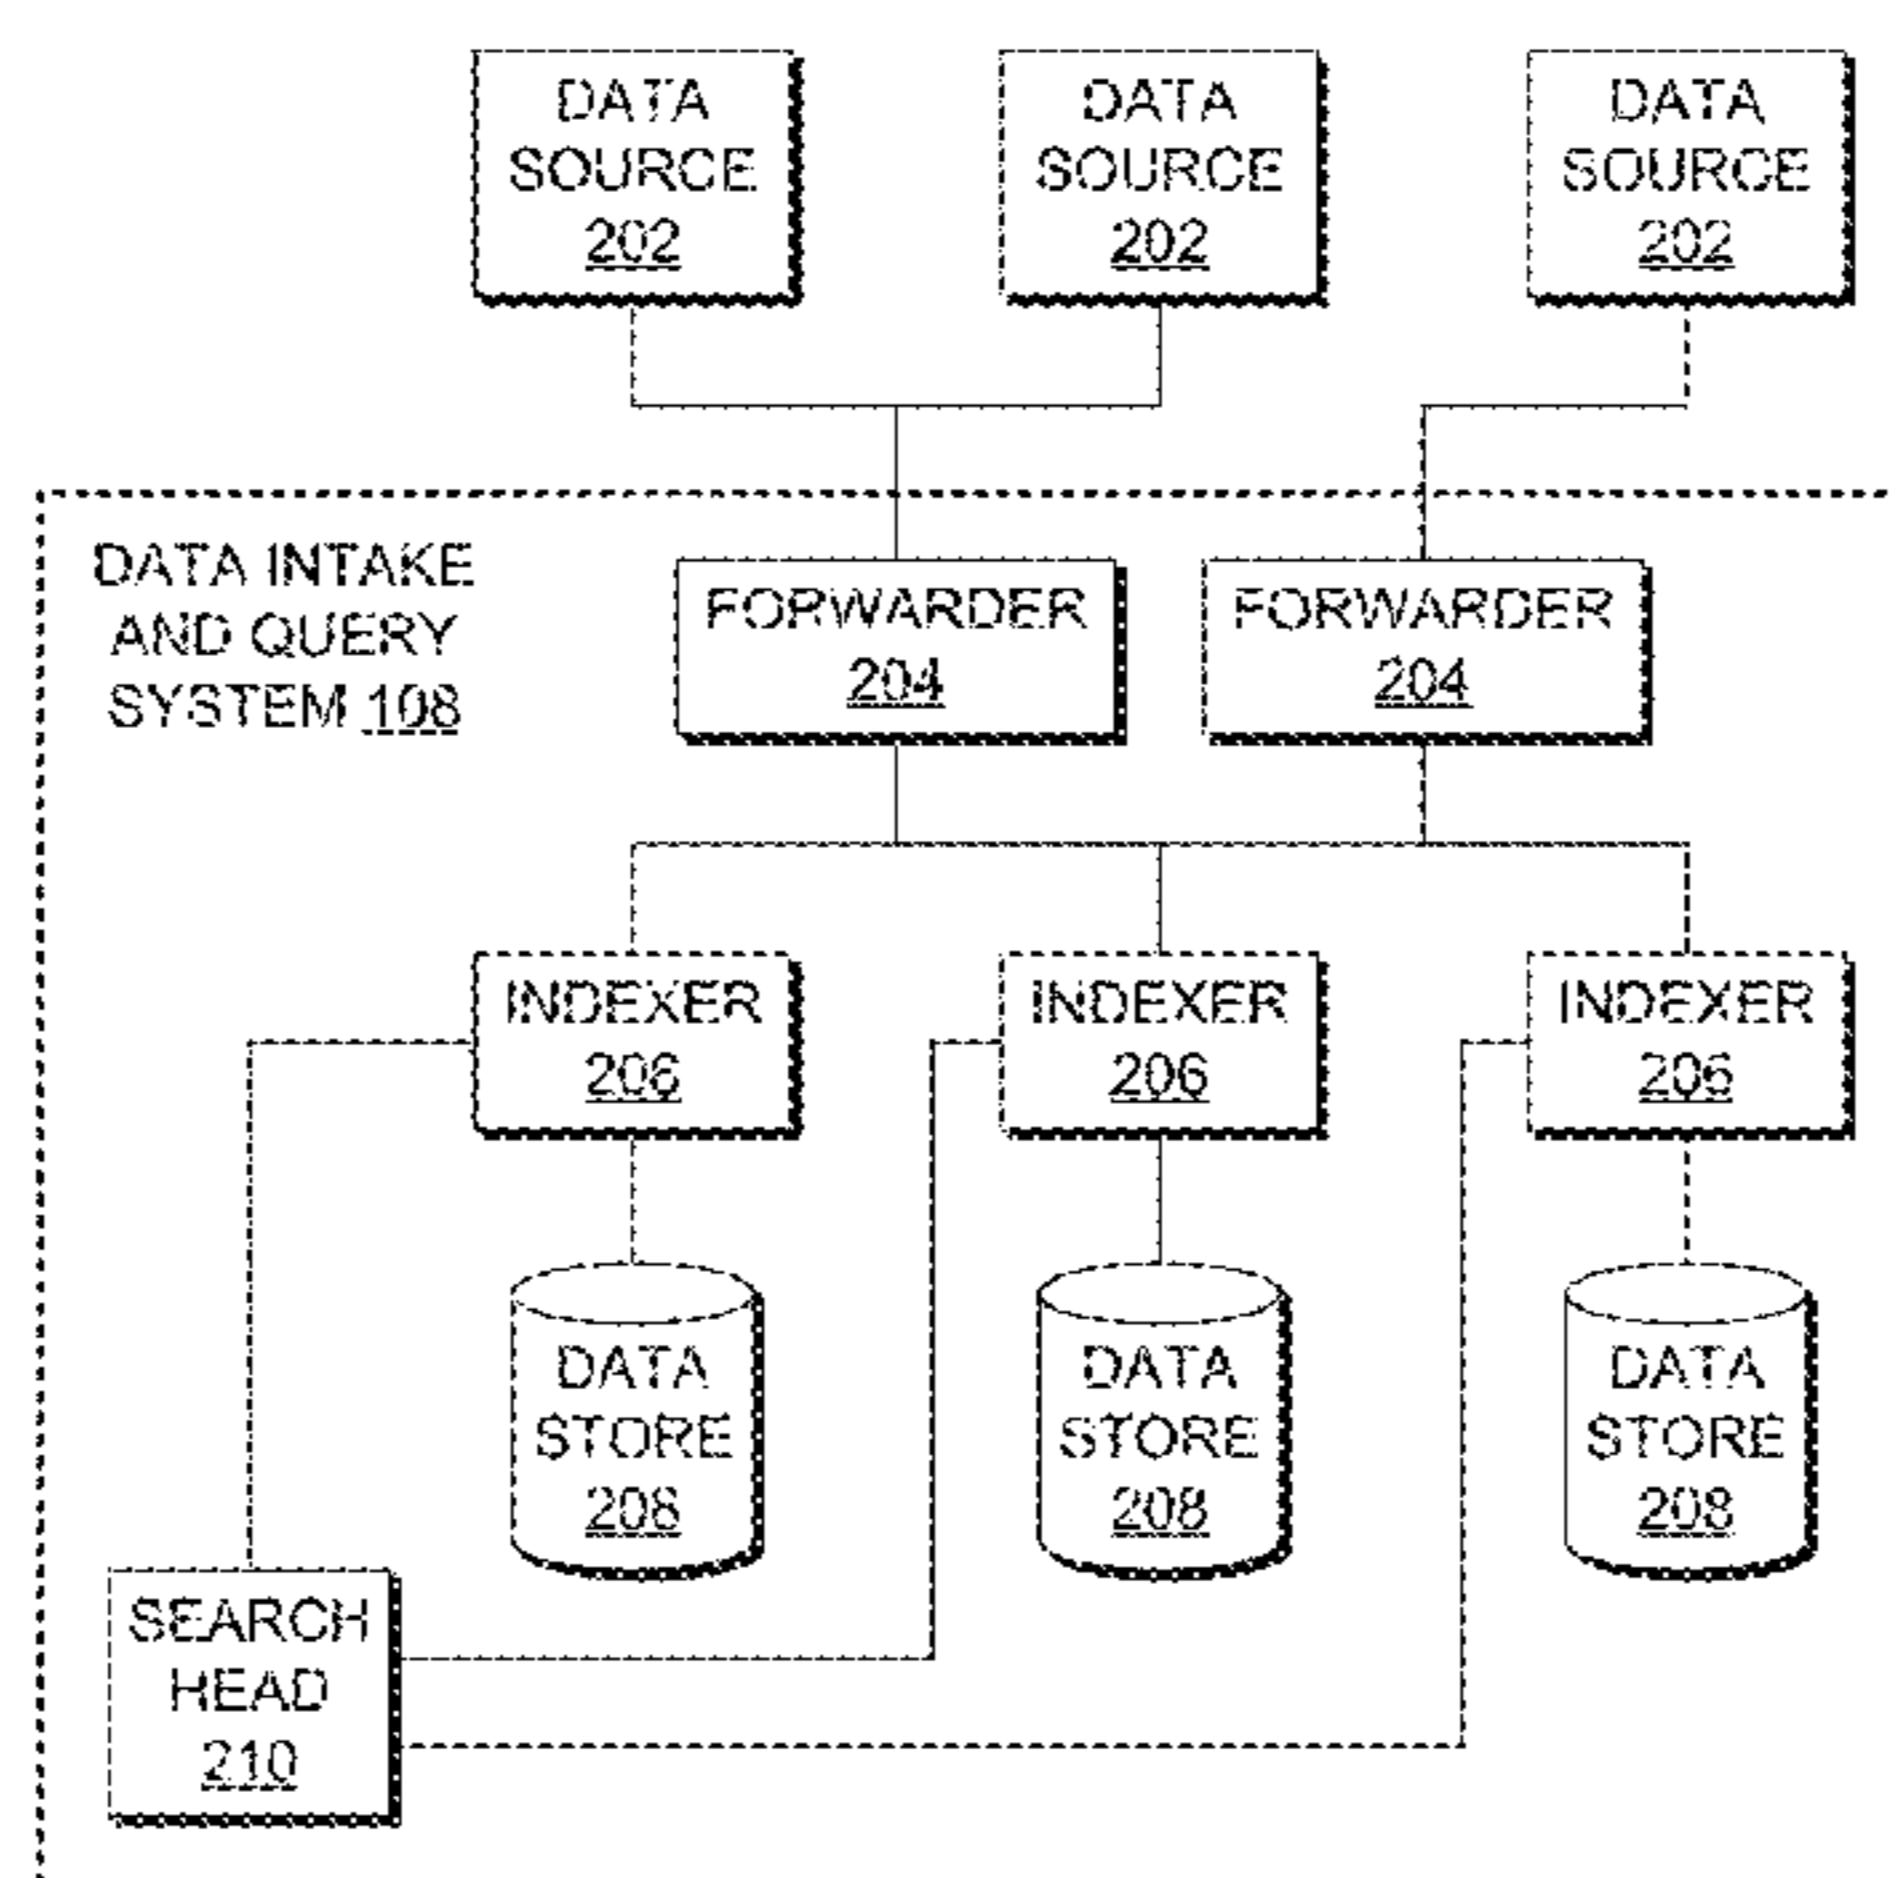 DATA
SOURCE
202
DATA
SOURCE
202
DATA
SOURCE
202
DATA INTAKE
AND QUERY
SYSTEM 108
FORWARDER
204
FORWARDER
204
INDEXER
206
INDEXER
206
INDEXER
206
DATA
STORE
208
DATA
STORE
208
DATA
STORE
208
SEARCH
HEAD
210